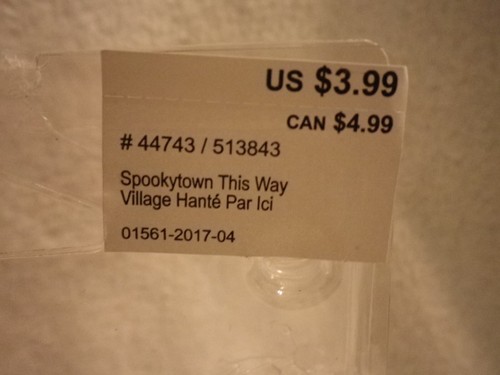 US $3.99
CAN $4.99
# 44743 / 513843
Spookytown This Way
Village Hanté Par Ici
01561-2017-04